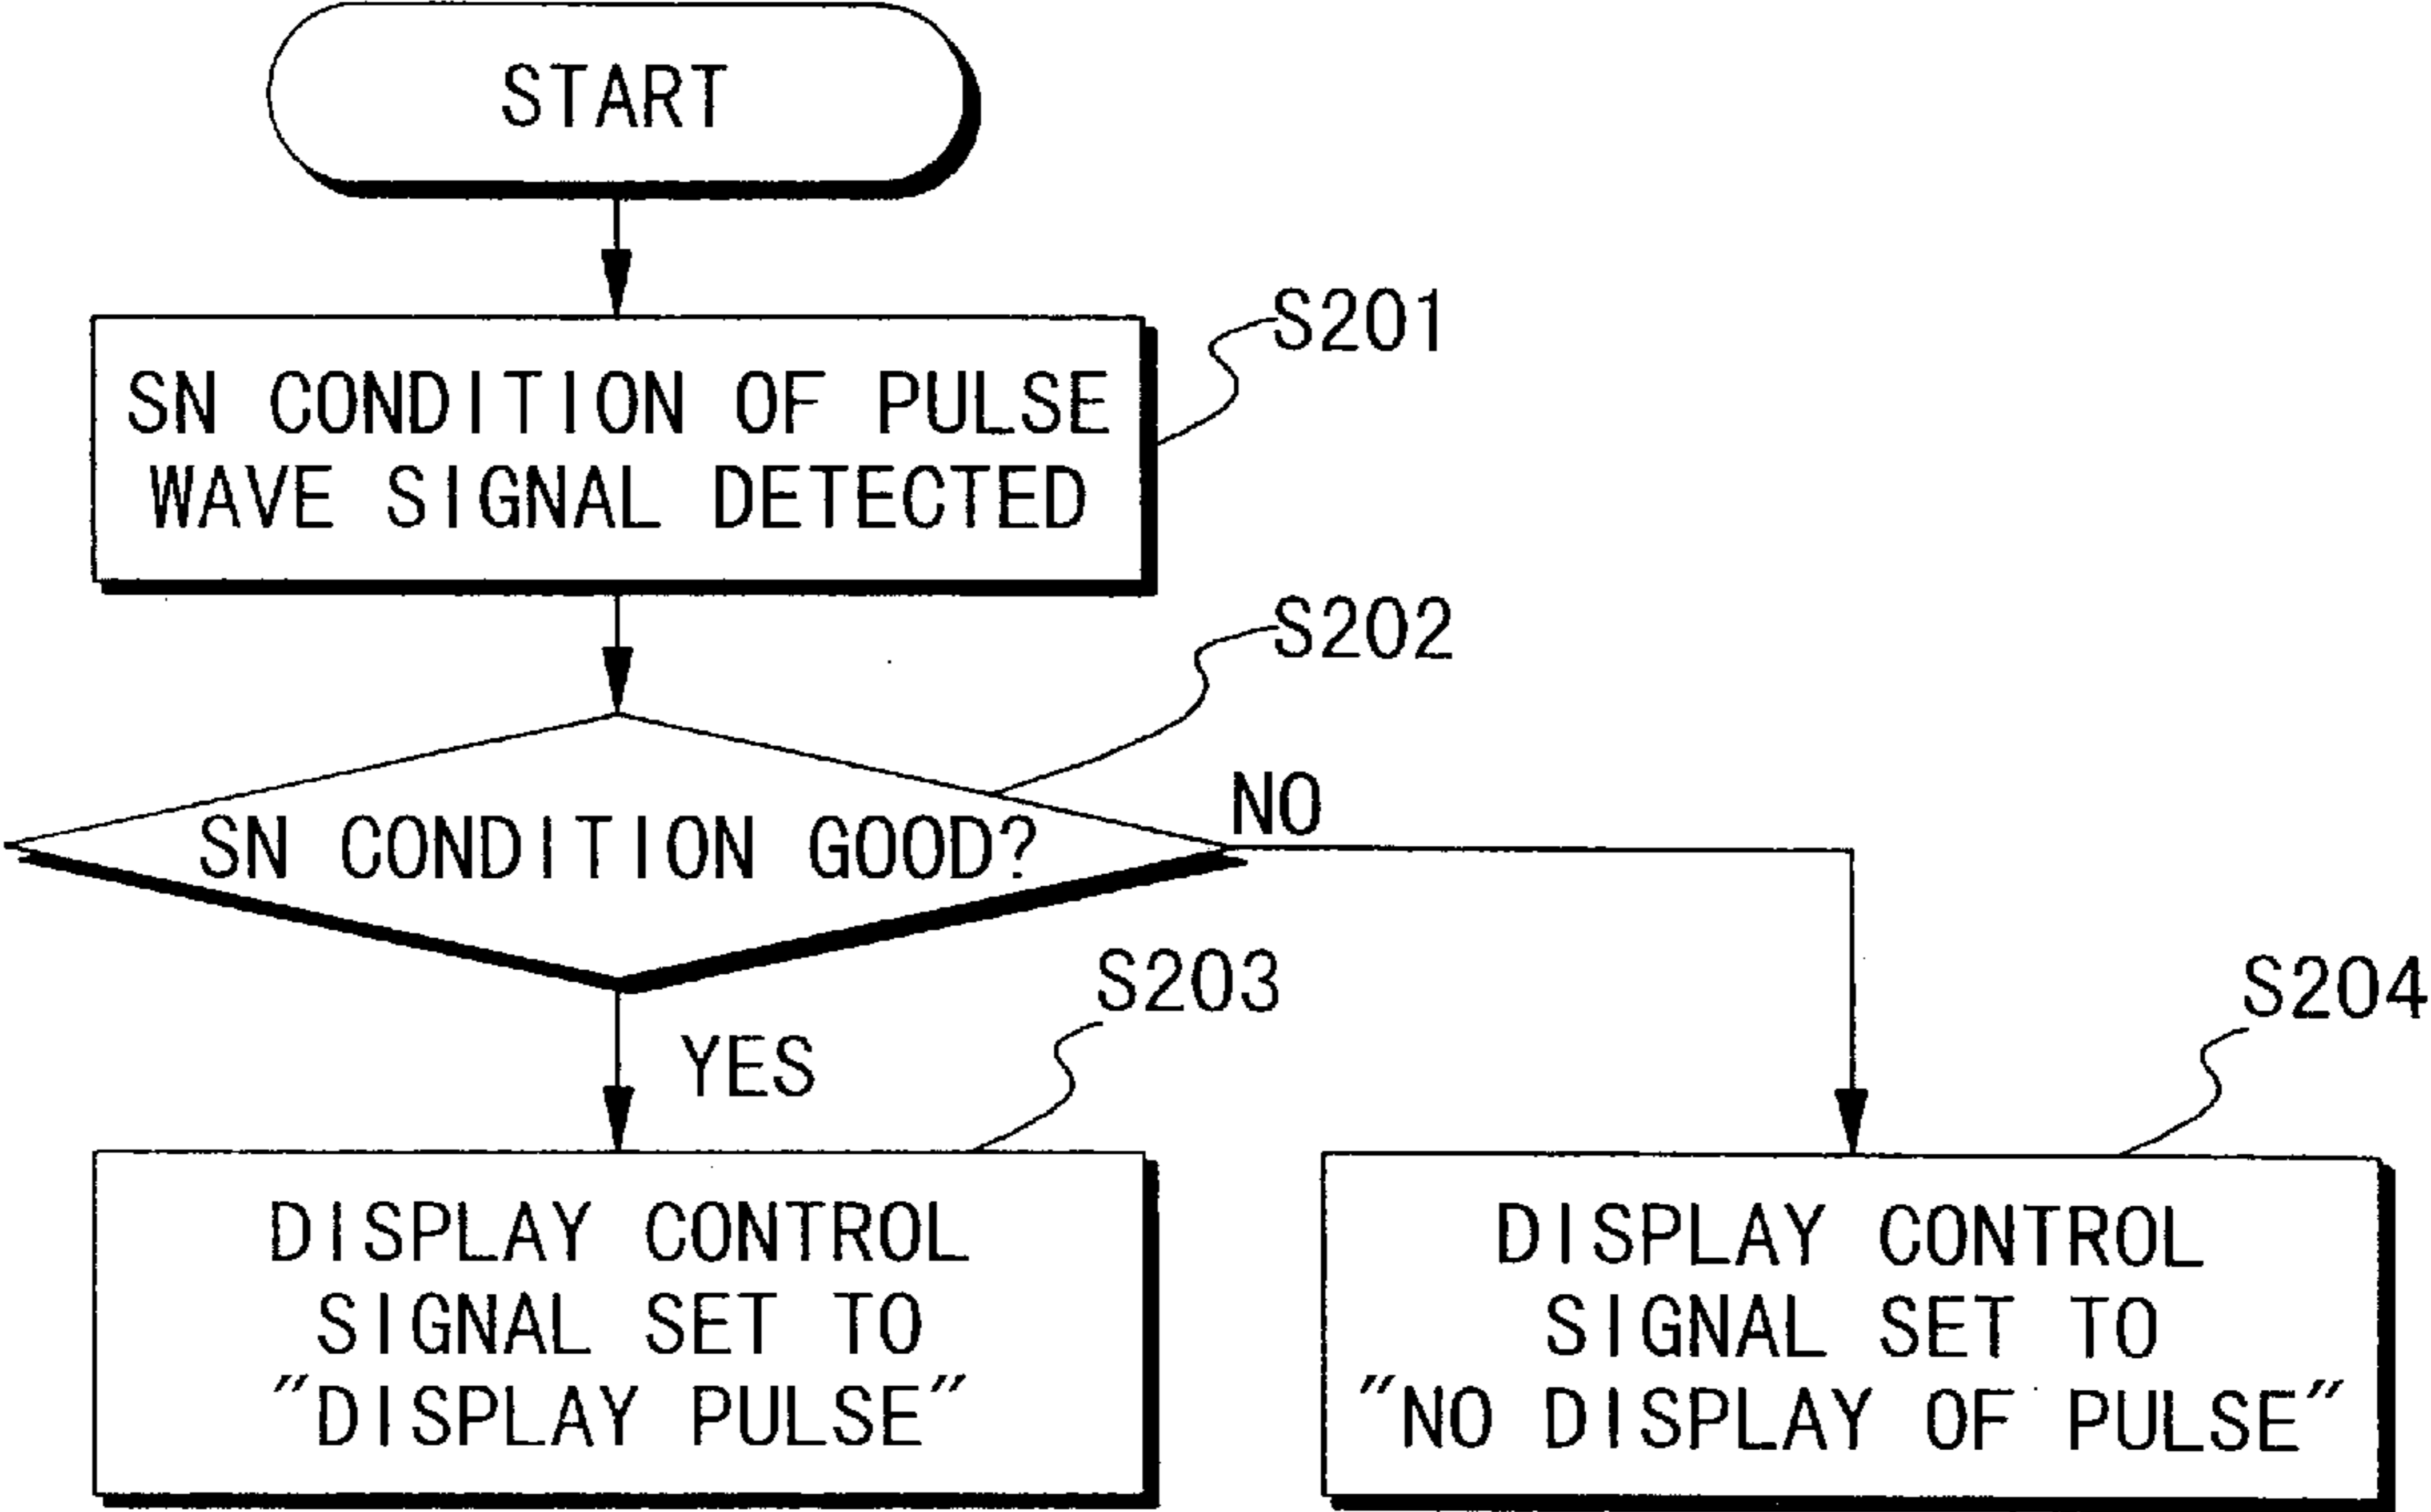 START
S201
SN CONDITION OF PULSE
WAVE SIGNAL DETECTED
S202
SN CONDITION GOOD?
NO
YES
S203
S204
DISPLAY CONTROL
SIGNAL SET TO
"DISPLAY PULSE"
DISPLAY CONTROL
SIGNAL SET TO
"NO DISPLAY OF PULSE"